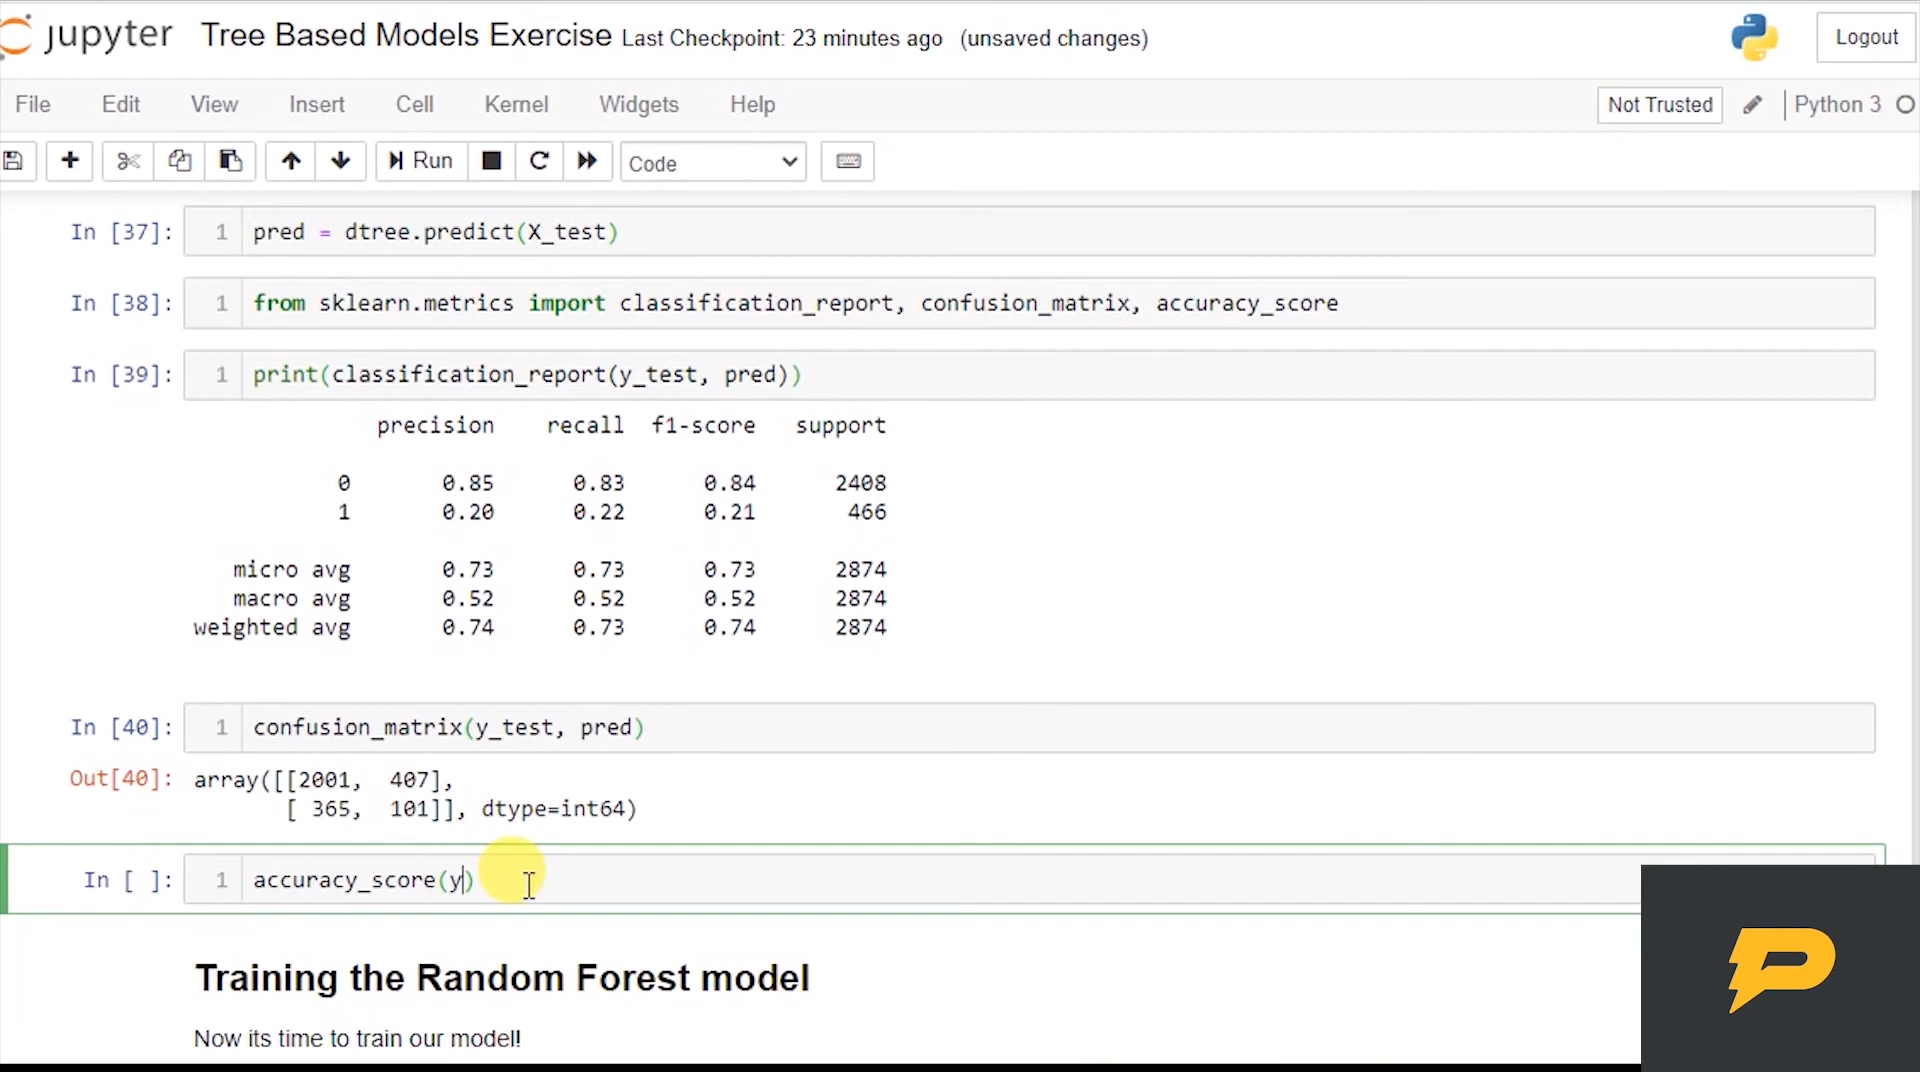 jupyter Tree Based Models Exercise Last Checkpoint: 23 minutes ago (unsaved changes) Logout
File Edit View Insert Cell Kernel Widgets Help Not Trusted Python 3
Run Code
In [37]: 1 pred = dtree.predict(X_test)
In [38]: 1 from sklearn.metrics import classification_report, confusion_matrix, accuracy_score
In [39]: 1 print(classification_report(y_test, pred))
precision recall f1-score support
0 0.85 0.83 0.84 2408
1 0.20 0.22 0.21 466
micro avg 0.73 0.73 0.73 2874
macro avg 0.52 0.52 0.52 2874
weighted avg 0.74 0.73 0.74 2874
In [40]: 1 confusion_matrix(y_test, pred)
Out[40]: array([[2001, 407],
[ 365, 101]], dtype=int64)
In [ ]: 1 accuracy_score(y)
Training the Random Forest model
Now its time to train our model!